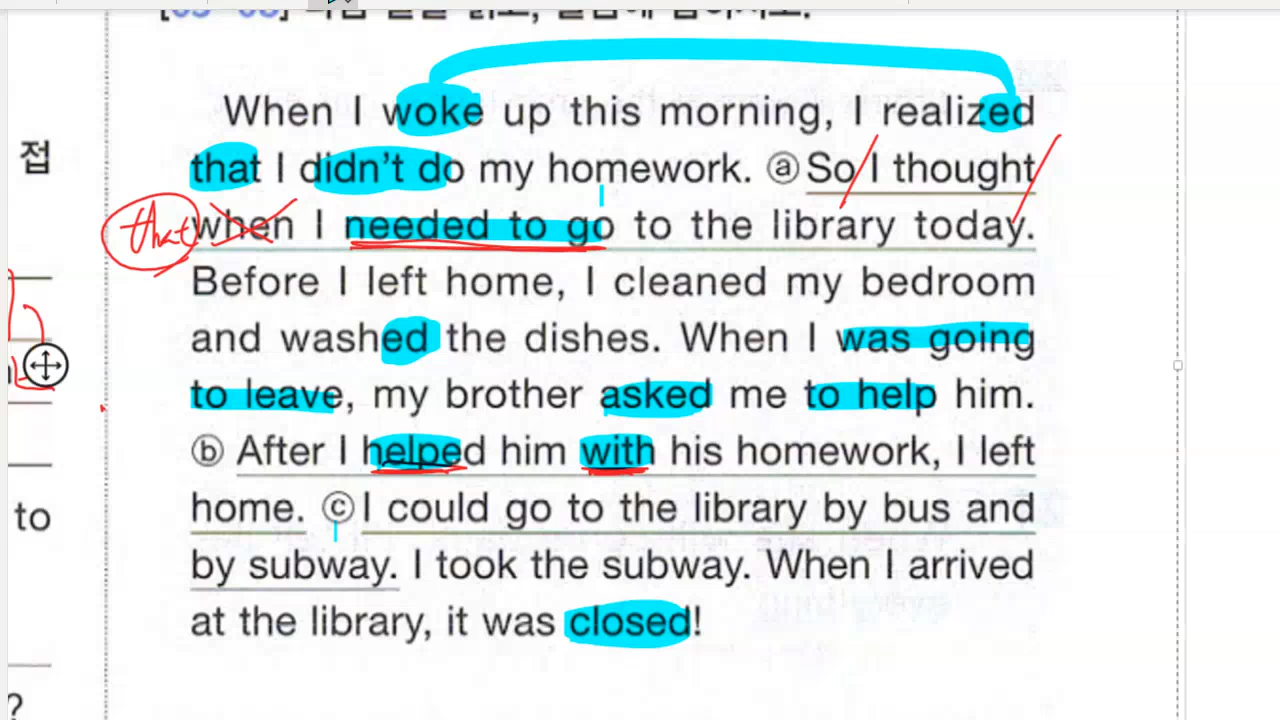 When I woke up this morning, I realized
접
that I didn't do my homework. ⓐSo I thought
that when I needed to go to the library today.
Before I left home, I cleaned my bedroom
and washed the dishes. When I was going
to leave, my brother asked me to help him.
ⓑ After I helped him with his homework, I left
home. ⓒI could go to the library by bus and
to
by subway. I took the subway. When I arrived
at the library, it was closed!
?